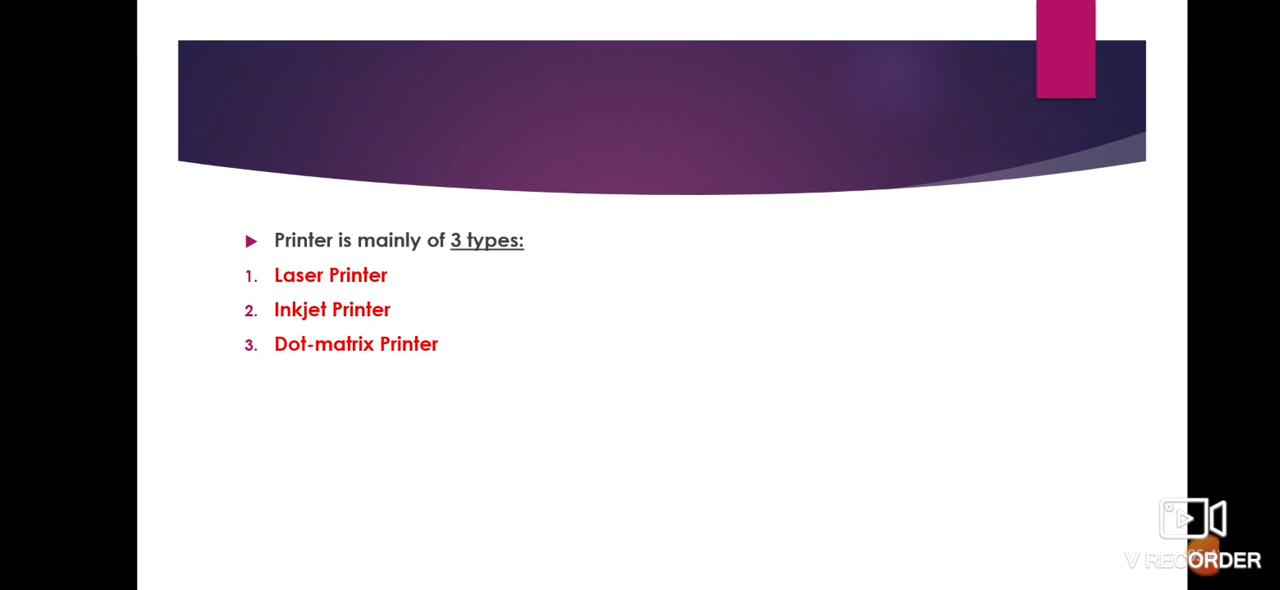 Printer is mainly of 3 types:
1. Laser Printer
2. Inkjet Printer
3. Dot-matrix Printer
V RECORDER